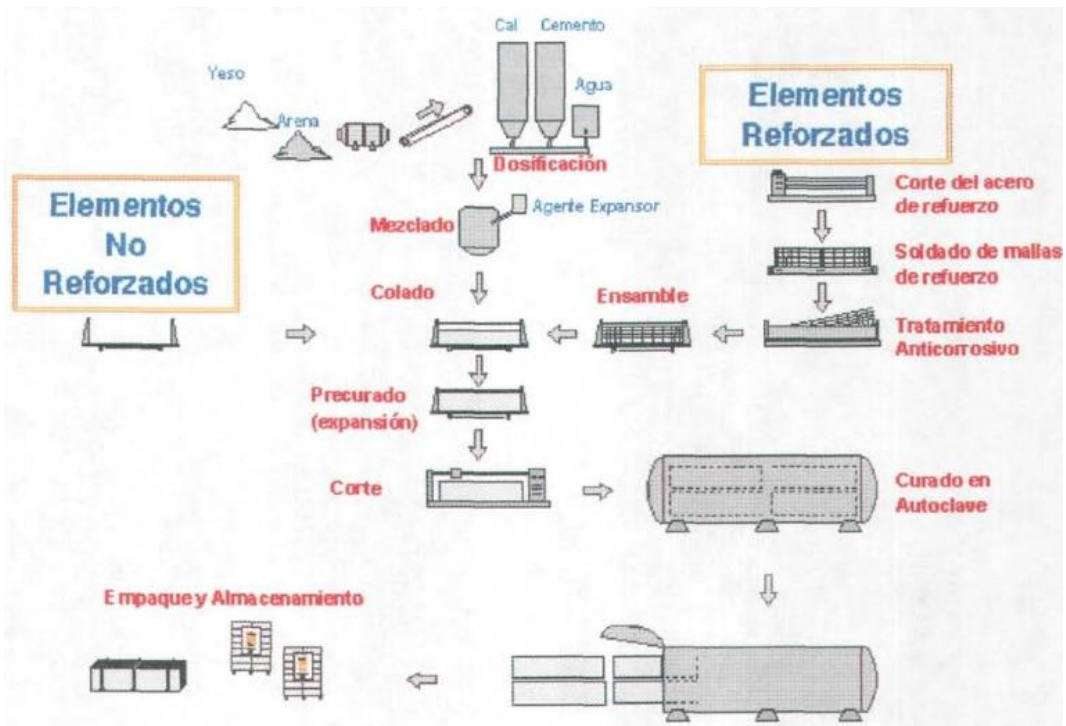 Cal Cemento
Yeso
Agua
Arena
Elementos
Reforzados
Dosificación
Corte del acero
de refuerzo
Elementos
No
Reforzados
Agente Expansor
Mezclado
Soldado de mallas
de refuerzo
Colado
Ensamble
Tratamiento
Anticorrosivo
Precurado
(expansión)
Corte
Curado en
Autoclave
Empaque y Almacenamiento